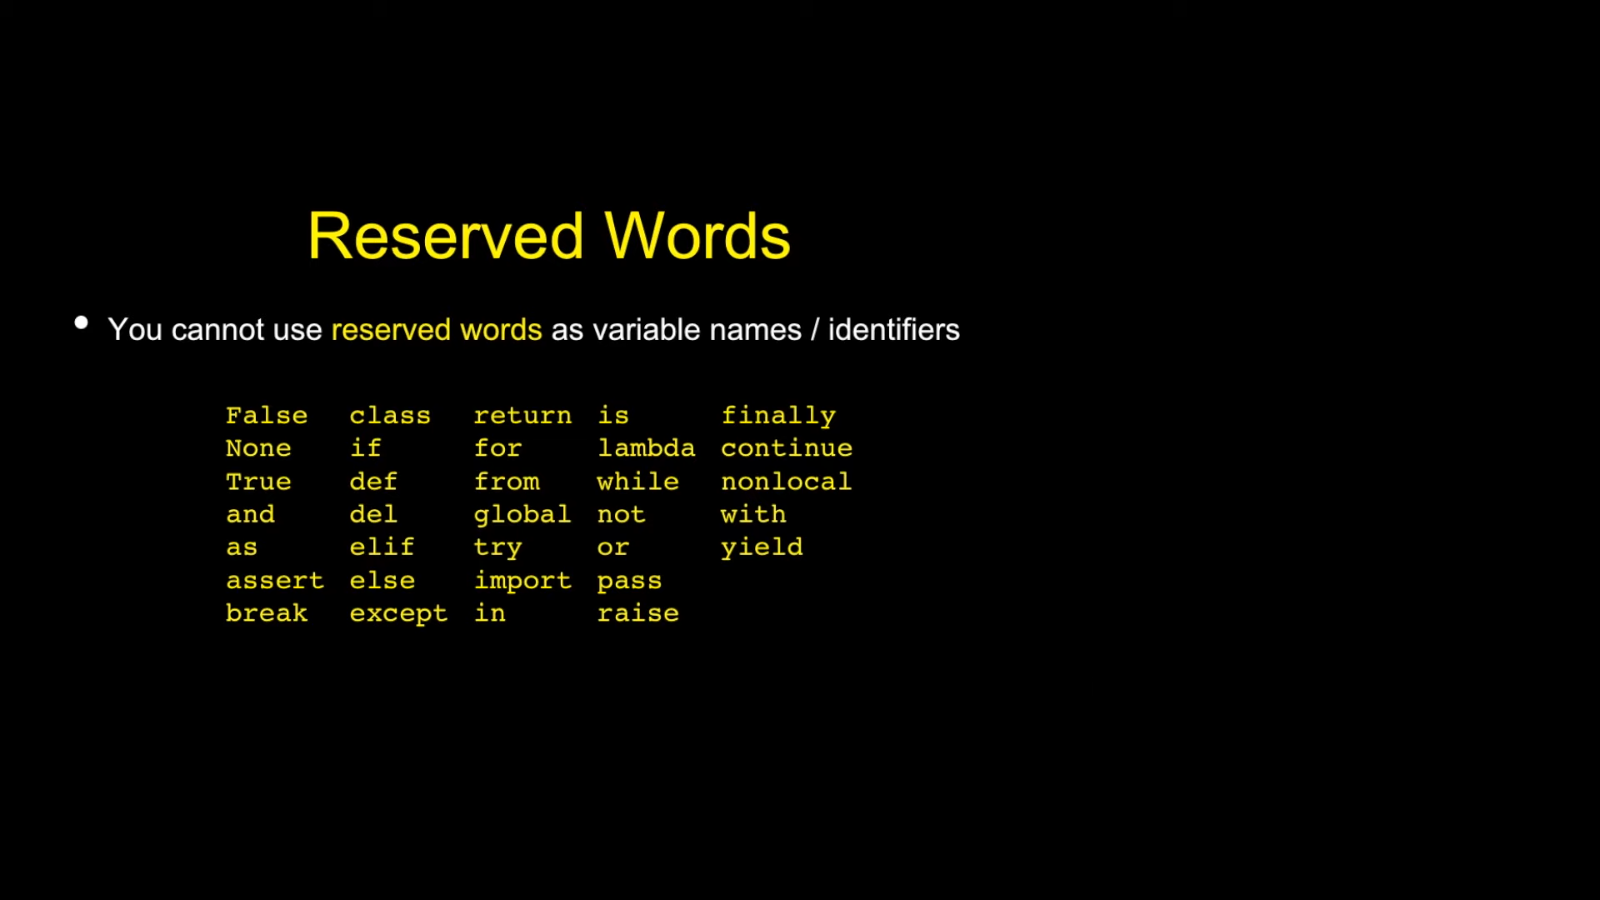 Reserved Words
• You cannot use reserved words as variable names / identifiers
False class return is finally
None if for lambda continue
True def from while nonlocal
and del global not with
as elif try or yield
assert else import pass
break except in raise